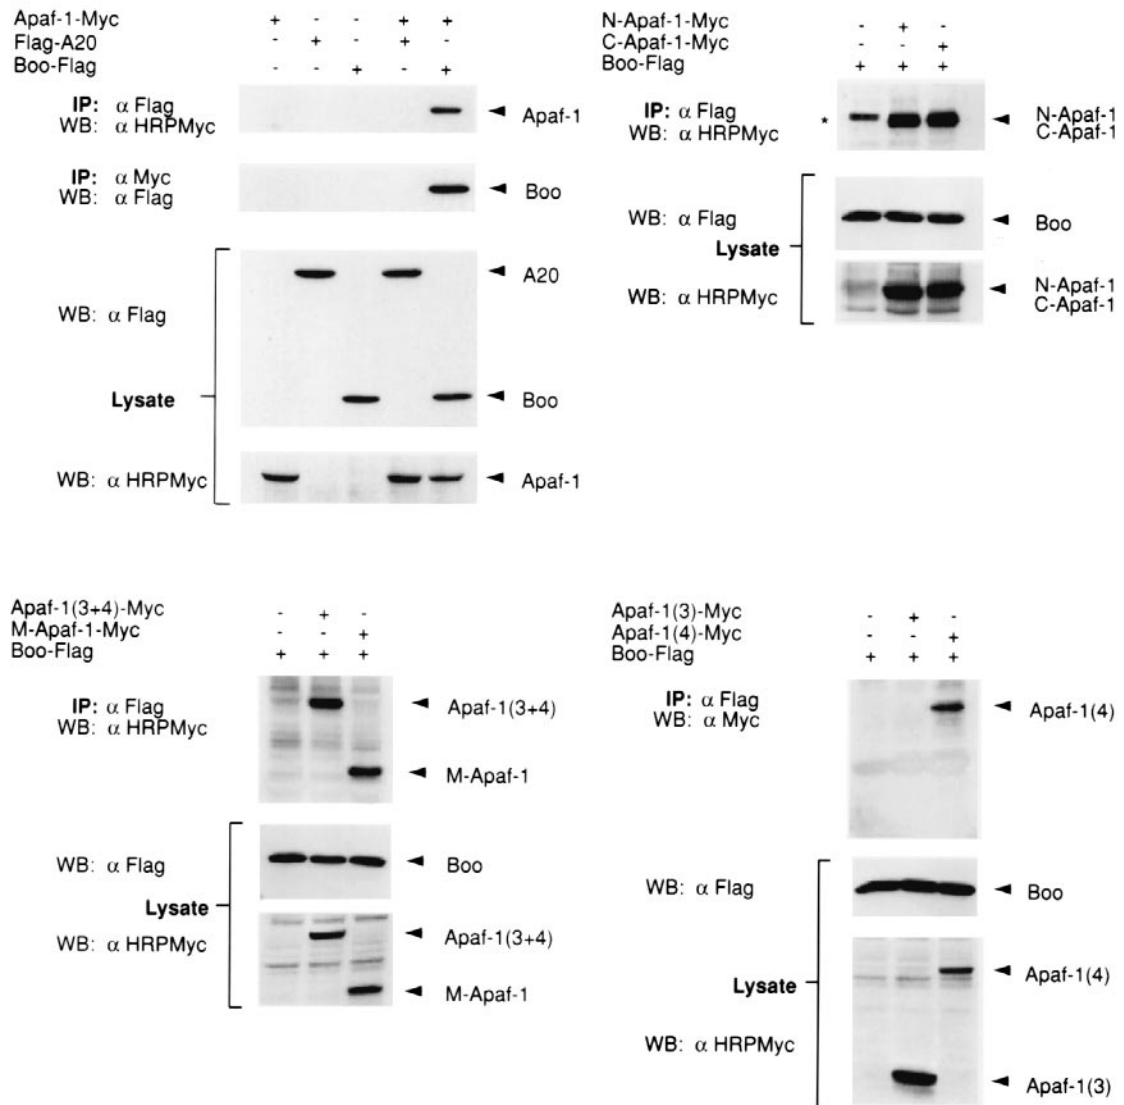 Apaf-1-Myc + - - + +
Flag-A20 - + - + -
Boo-Flag - - + - +
IP: α Flag
WB: α HRPMyc
Apaf-1
IP: α Myc
WB: α Flag
Boo
A20
WB: α Flag
Lysate
Boo
WB: α HRPMyc
Apaf-1
N-Apaf-1-Myc - + -
C-Apaf-1-Myc - - +
Boo-Flag + + +
IP: α Flag
WB: α HRPMyc
*
N-Apaf-1
C-Apaf-1
WB: α Flag
Boo
Lysate
WB: α HRPMyc
N-Apaf-1
C-Apaf-1
Apaf-1(3+4)-Myc - + -
M-Apaf-1-Myc - - +
Boo-Flag + + +
IP: α Flag
WB: α HRPMyc
Apaf-1(3+4)
M-Apaf-1
WB: α Flag
Boo
Lysate
WB: α HRPMyc
Apaf-1(3+4)
M-Apaf-1
Apaf-1(3)-Myc - + -
Apaf-1(4)-Myc - - +
Boo-Flag + + +
IP: α Flag
WB: α Myc
Apaf-1(4)
WB: α Flag
Boo
Lysate
Apaf-1(4)
WB: α HRPMyc
Apaf-1(3)